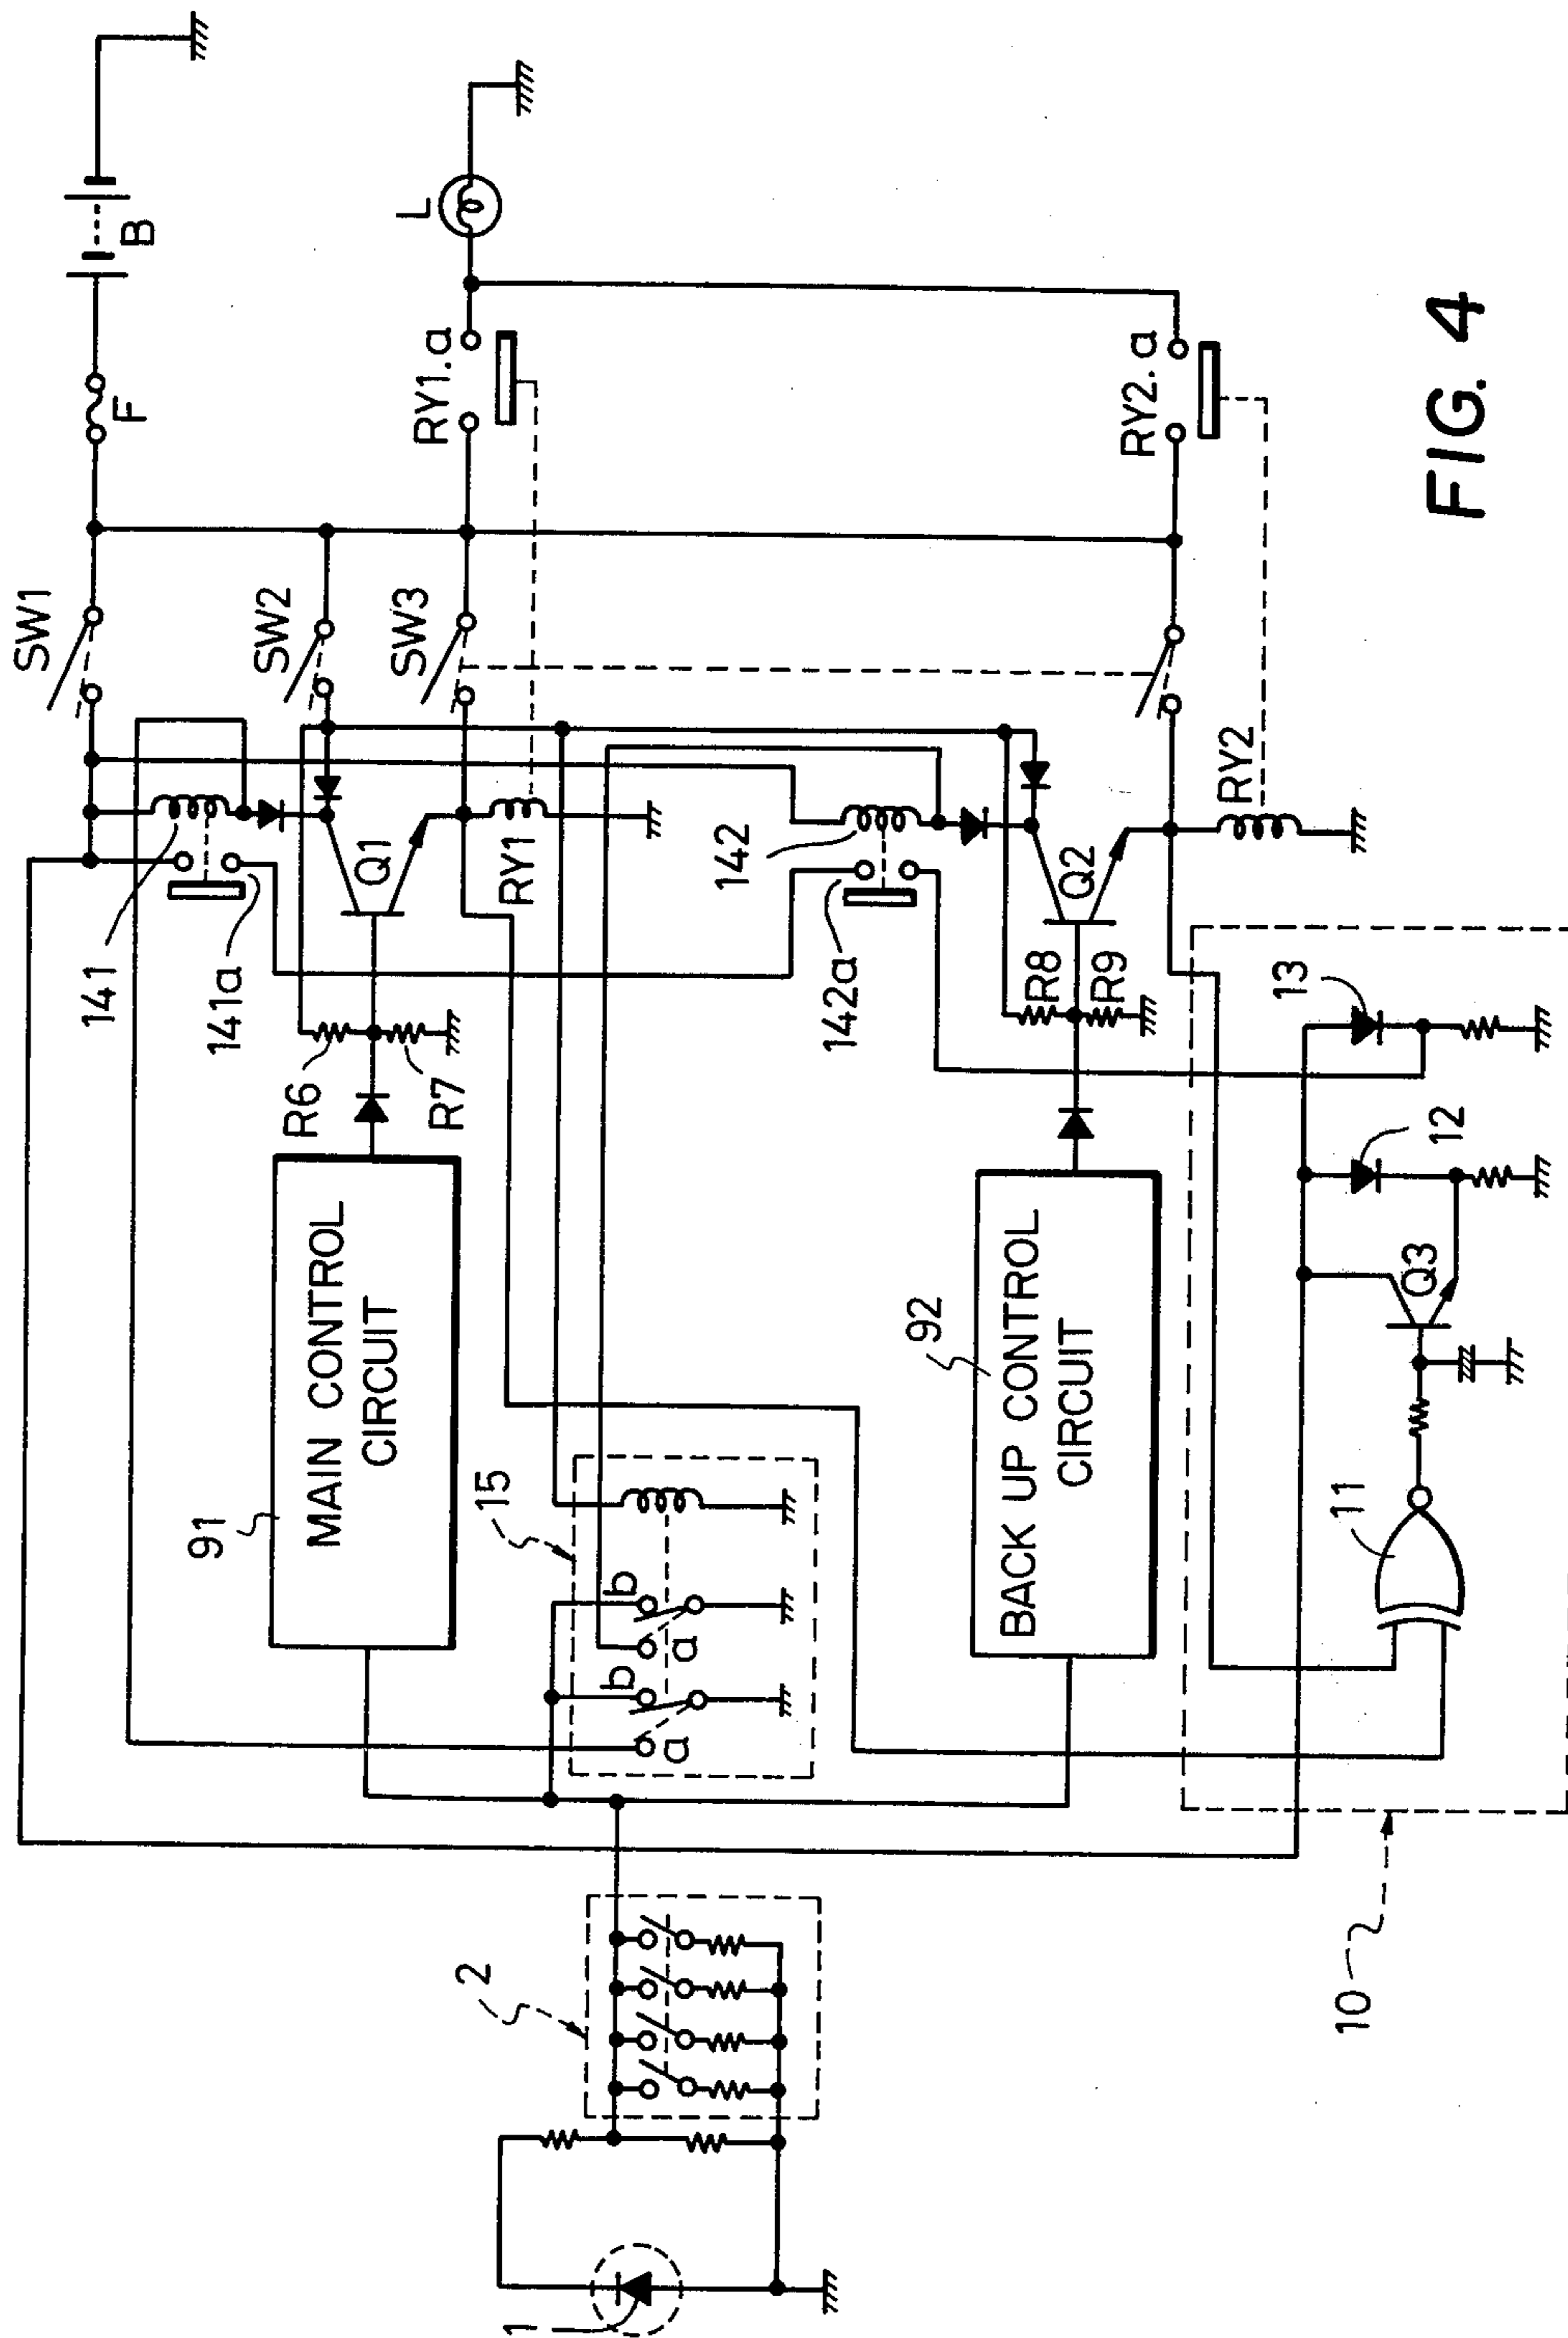 SW1
F
B
SW2
SW3
RY1.a
L
141
141a
Q1
RY1
R6
R7
91
MAIN CONTROL
CIRCUIT
15
b
a
b
a
2
1
142
142a
Q2
RY2
RY2.a
R8
R9
92
BACK UP CONTROL
CIRCUIT
13
12
Q3
11
10
FIG. 4